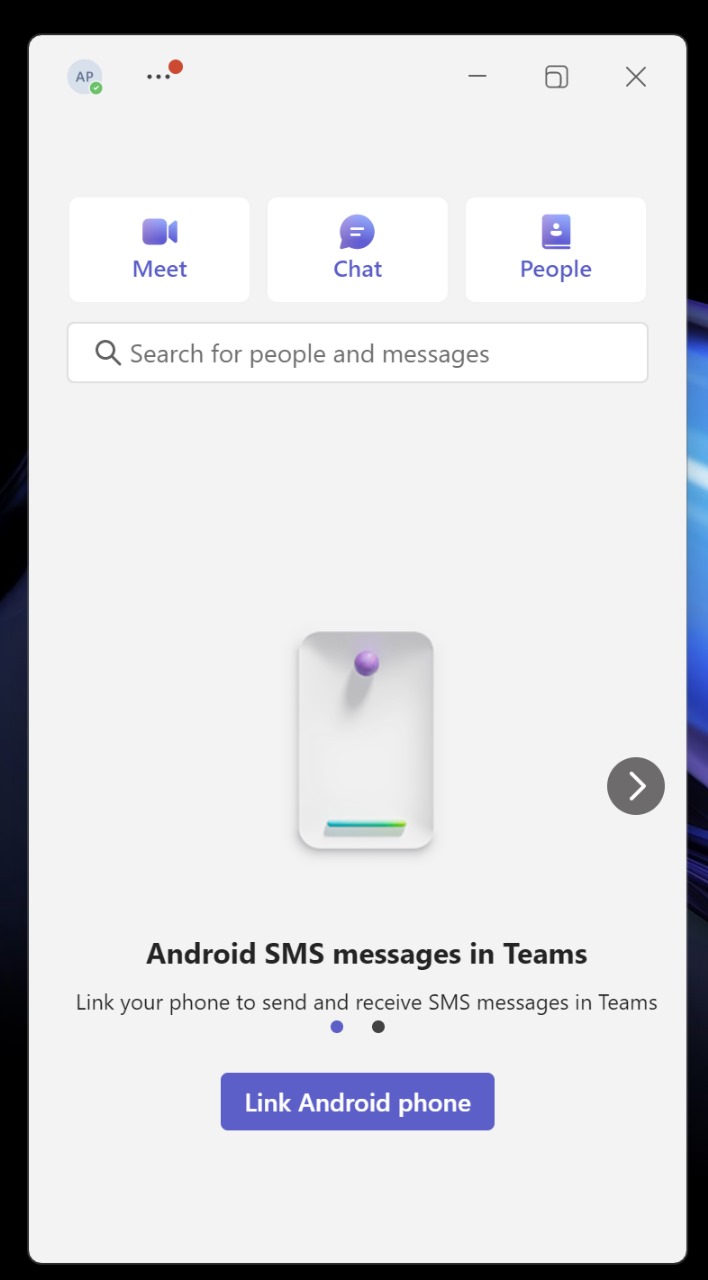 AP
Meet
Chat
People
Search for people and messages
Android SMS messages in Teams
Link your phone to send and receive SMS messages in Teams
Link Android phone